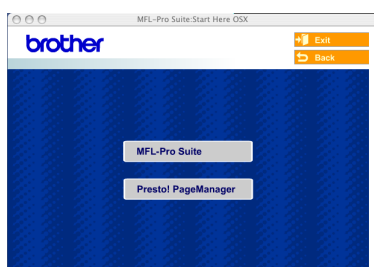 MFL-Pro Suite:Start Here OSX
brother
Exit
Back
MFL-Pro Suite
Presto! PageManager